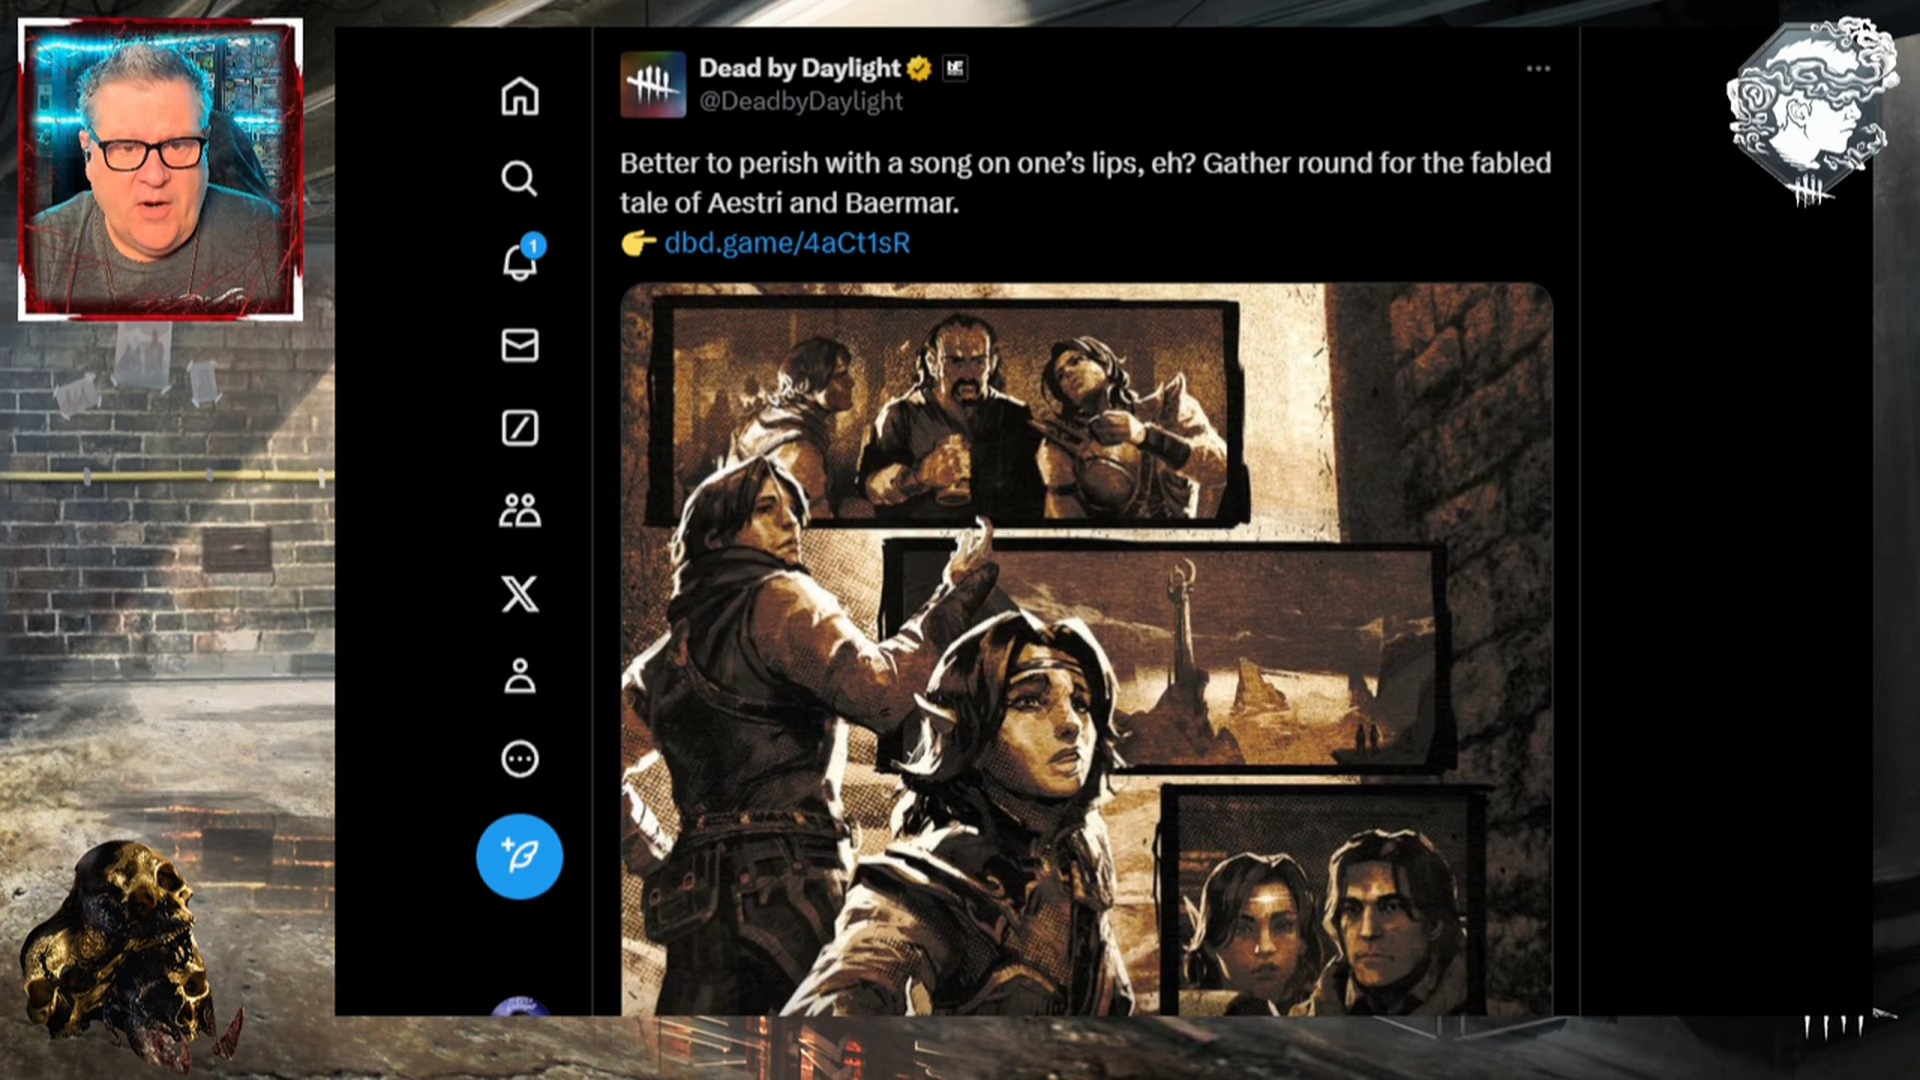 Dead by Daylight
@DeadbyDaylight
Better to perish with a song on one’s lips, eh? Gather round for the fabled
tale of Aestri and Baermar.
👉 dbd.game/4aCt1sR
1